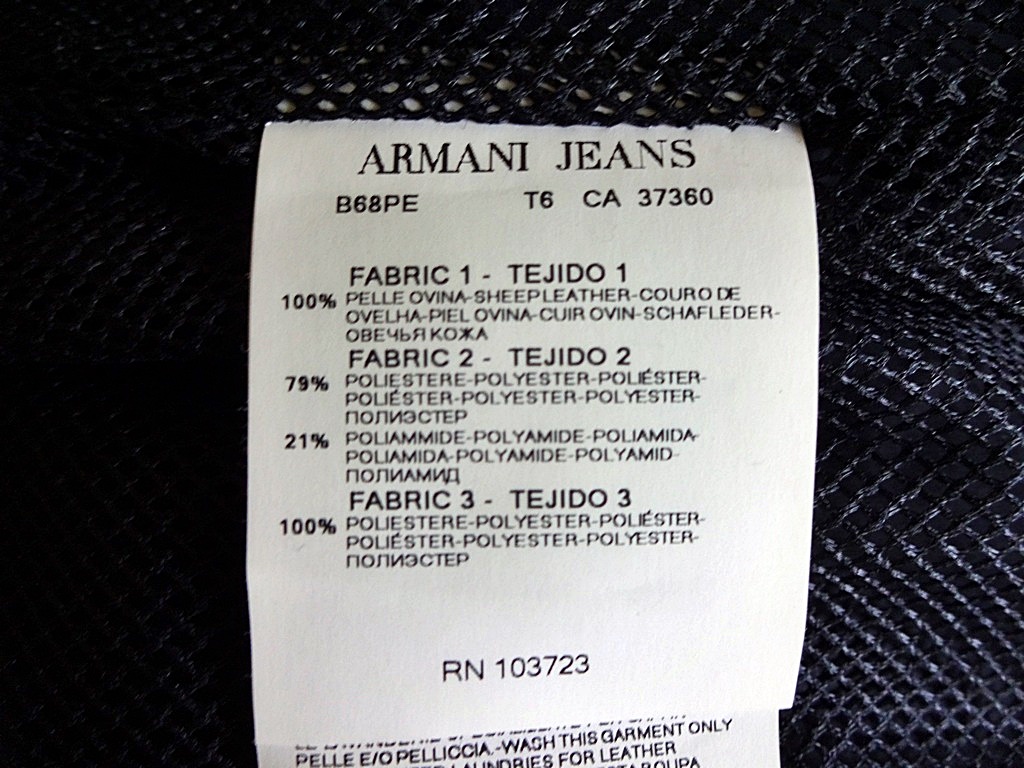 ARMANI JEANS
B68PE T6 CA 37360
FABRIC 1 - TEJIDO 1
100% PELLE OVINA-SHEEP LEATHER-COURO DE
OVELHA-PIEL OVINA-CUIR OVIN-SCHAFLEDER-
ОВЕЧЬЯ КОЖА
FABRIC 2 - TEJIDO 2
79% POLIESTERE-POLYESTER-POLIÉSTER-
POLIÉSTER-POLYESTER-POLYESTER-
ПОЛИЭСТЕР
21% POLIAMMIDE-POLYAMIDE-POLIAMIDA-
POLIAMIDA-POLYAMIDE-POLYAMID-
ПОЛИАМИД
FABRIC 3 - TEJIDO 3
100% POLIESTERE-POLYESTER-POLIÉSTER-
POLIÉSTER-POLYESTER-POLYESTER-
ПОЛИЭСТЕР
RN 103723
PELLE E/O PELLICCIA.-WASH THIS GARMENT ONLY
LAUNDRIES FOR LEATHER